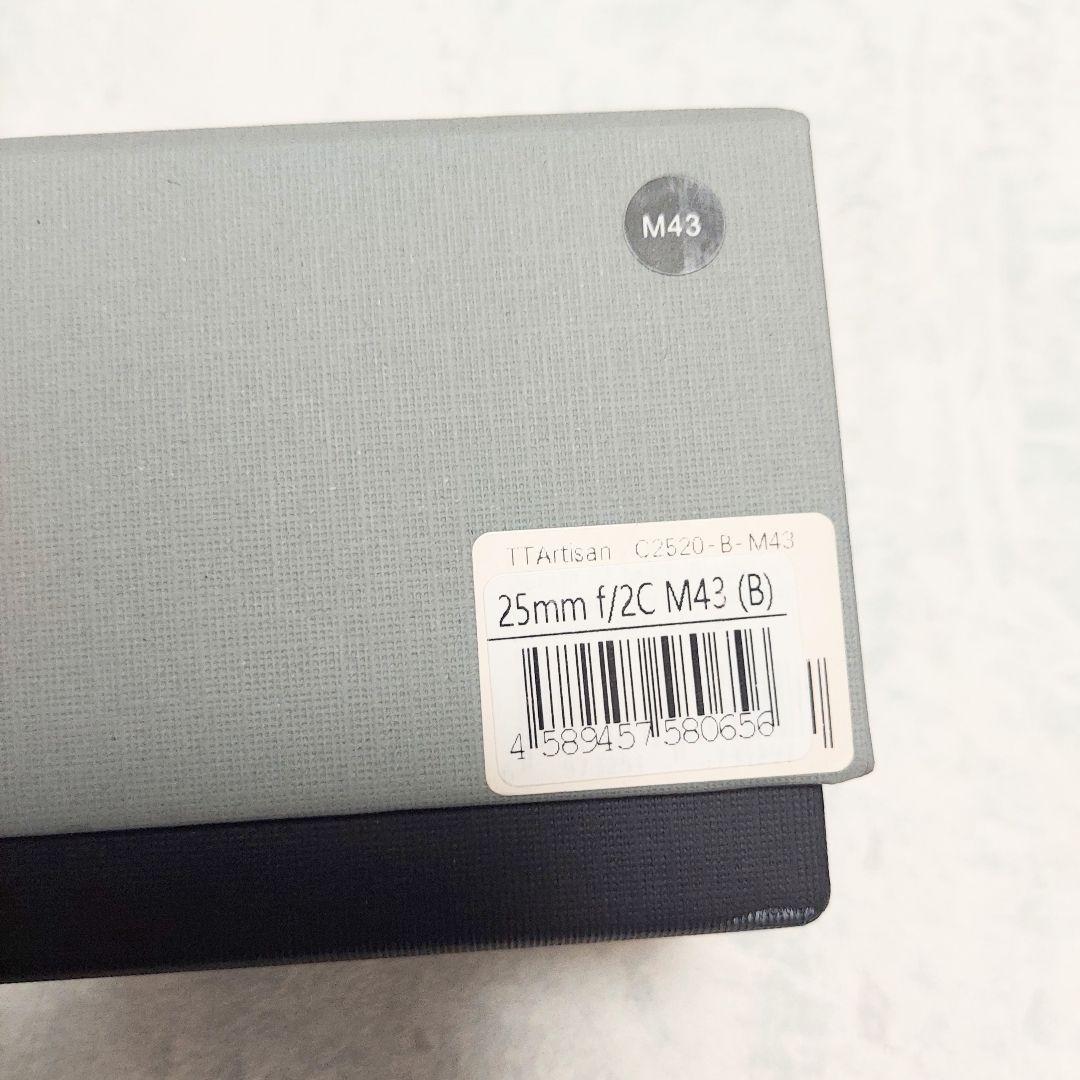 M43
TTArtisan C2520-B-M43
25mm f/2C M43 (B)
4 589457 580656